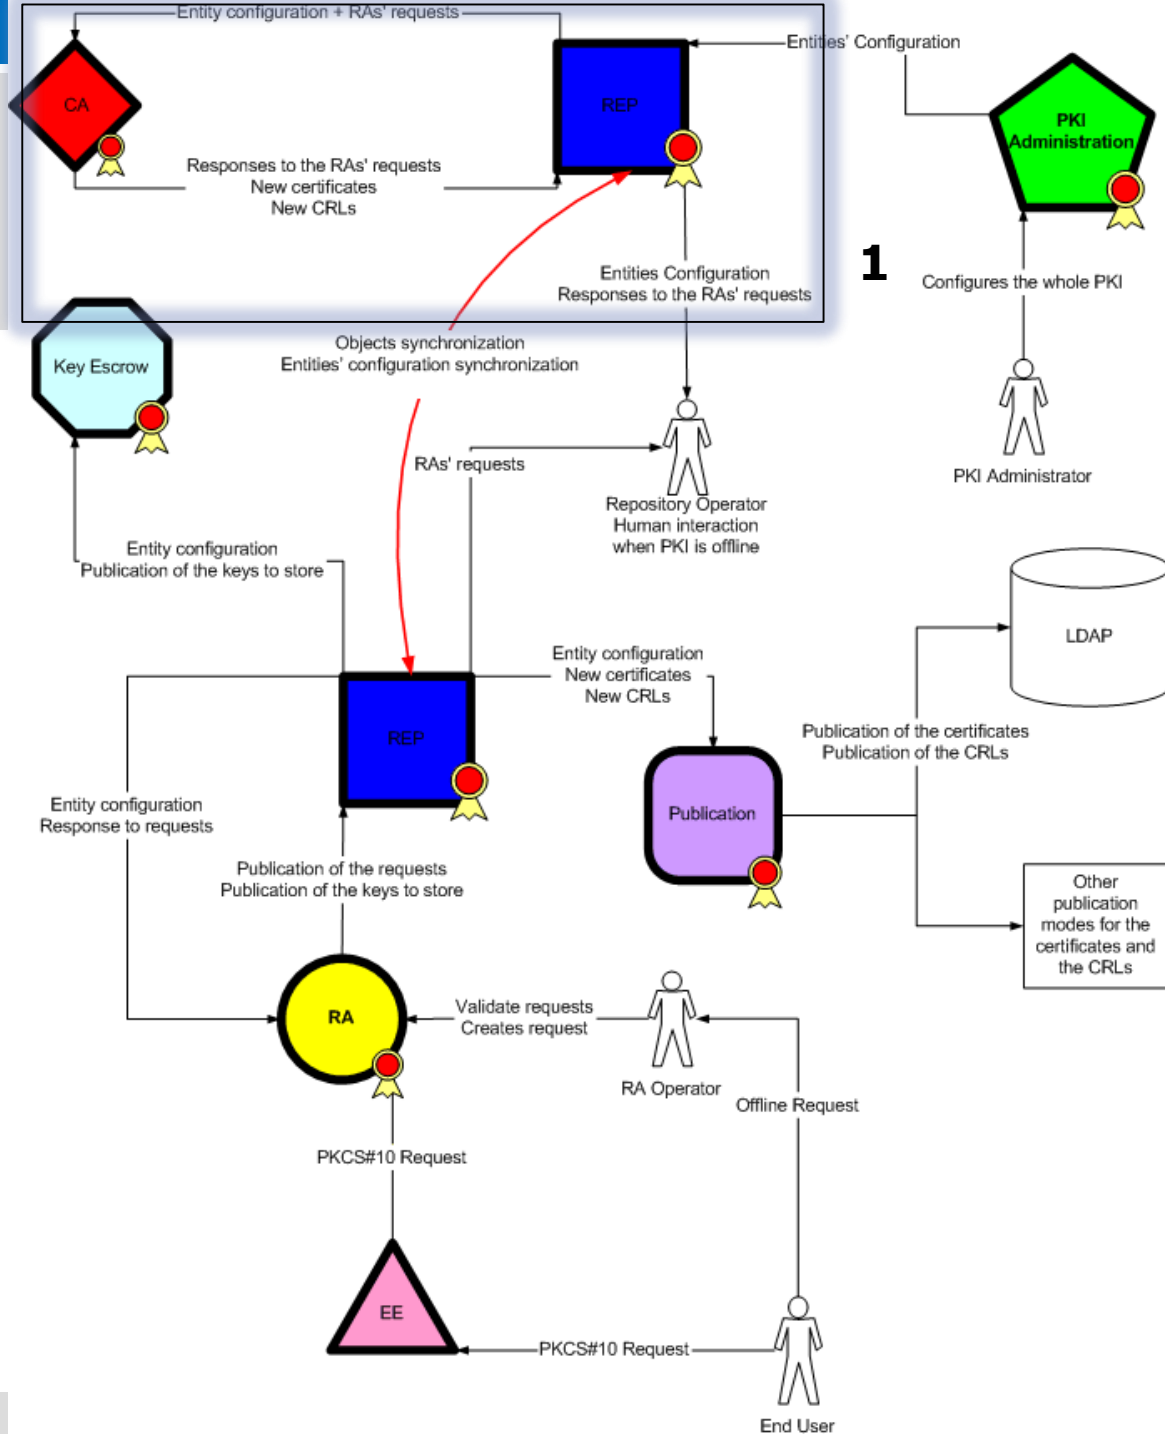 Entity configuration + RAs' requests
Entities' Configuration
CA
REP
PKI
Administration
Responses to the RAs' requests
New certificates
New CRLs
1
Entities Configuration
Responses to the RAs' requests
Configures the whole PKI
Objects synchronization
Entities' configuration synchronization
Key Escrow
RAs' requests
PKI Administrator
Repository Operator
Human interaction
when PKI is offline
Entity configuration
Publication of the keys to store
LDAP
Entity configuration
New certificates
New CRLs
REP
Publication of the certificates
Publication of the CRLs
Entity configuration
Response to requests
Publication
Publication of the requests
Publication of the keys to store
Other
publication
modes for the
certificates and
the CRLs
RA
Validate requests
Creates request
RA Operator
Offline Request
PKCS#10 Request
EE
PKCS#10 Request
End User